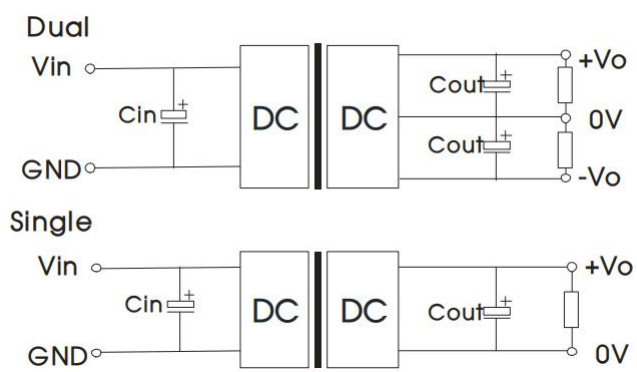 Dual
Vin
Cin
+
GND
DC
DC
Cout
+
Cout
+
+Vo
0V
-Vo
Single
Vin
Cin
+
GND
DC
DC
Cout
+
+Vo
0V